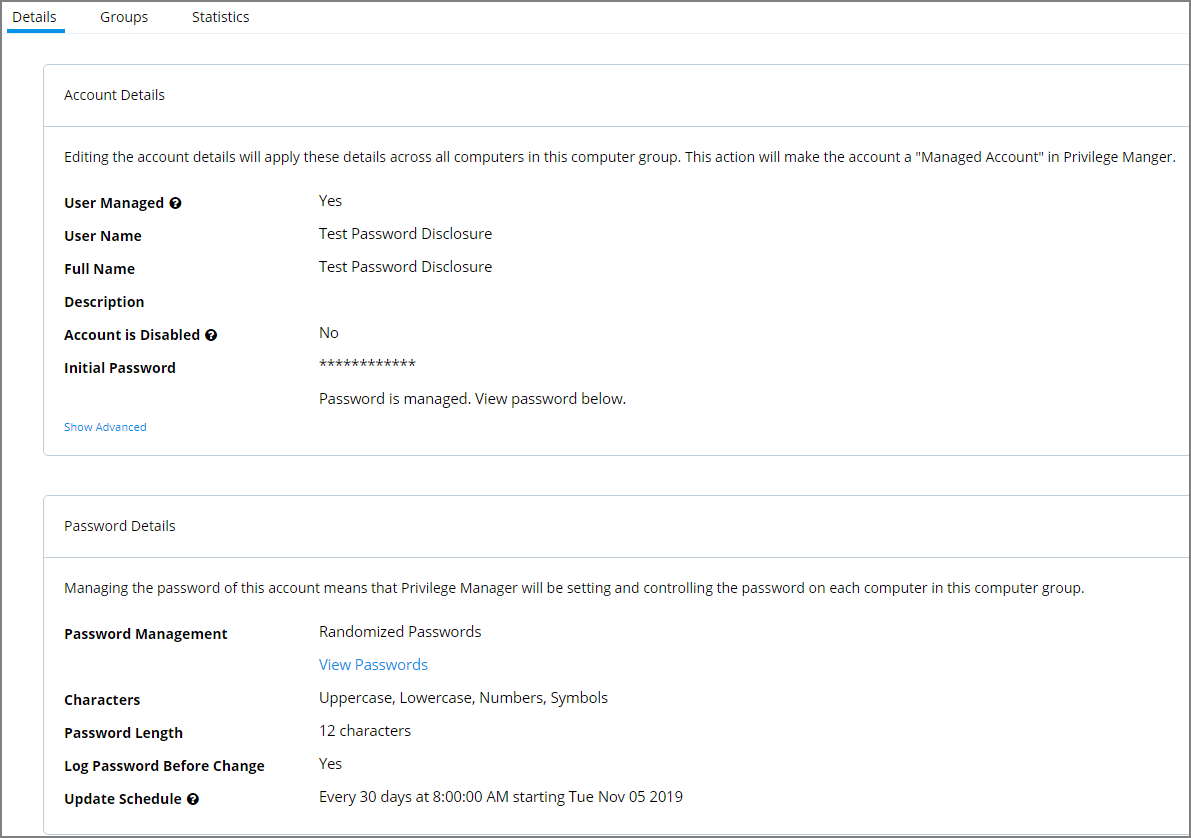 Details Groups Statistics
Account Details
Editing the account details will apply these details across all computers in this computer group. This action will make the account a "Managed Account" in Privilege Manger.
User Managed ? Yes
User Name Test Password Disclosure
Full Name Test Password Disclosure
Description
Account is Disabled ? No
Initial Password ************
Password is managed. View password below.
Show Advanced
Password Details
Managing the password of this account means that Privilege Manager will be setting and controlling the password on each computer in this computer group.
Password Management Randomized Passwords
View Passwords
Characters Uppercase, Lowercase, Numbers, Symbols
Password Length 12 characters
Log Password Before Change Yes
Update Schedule ? Every 30 days at 8:00:00 AM starting Tue Nov 05 2019